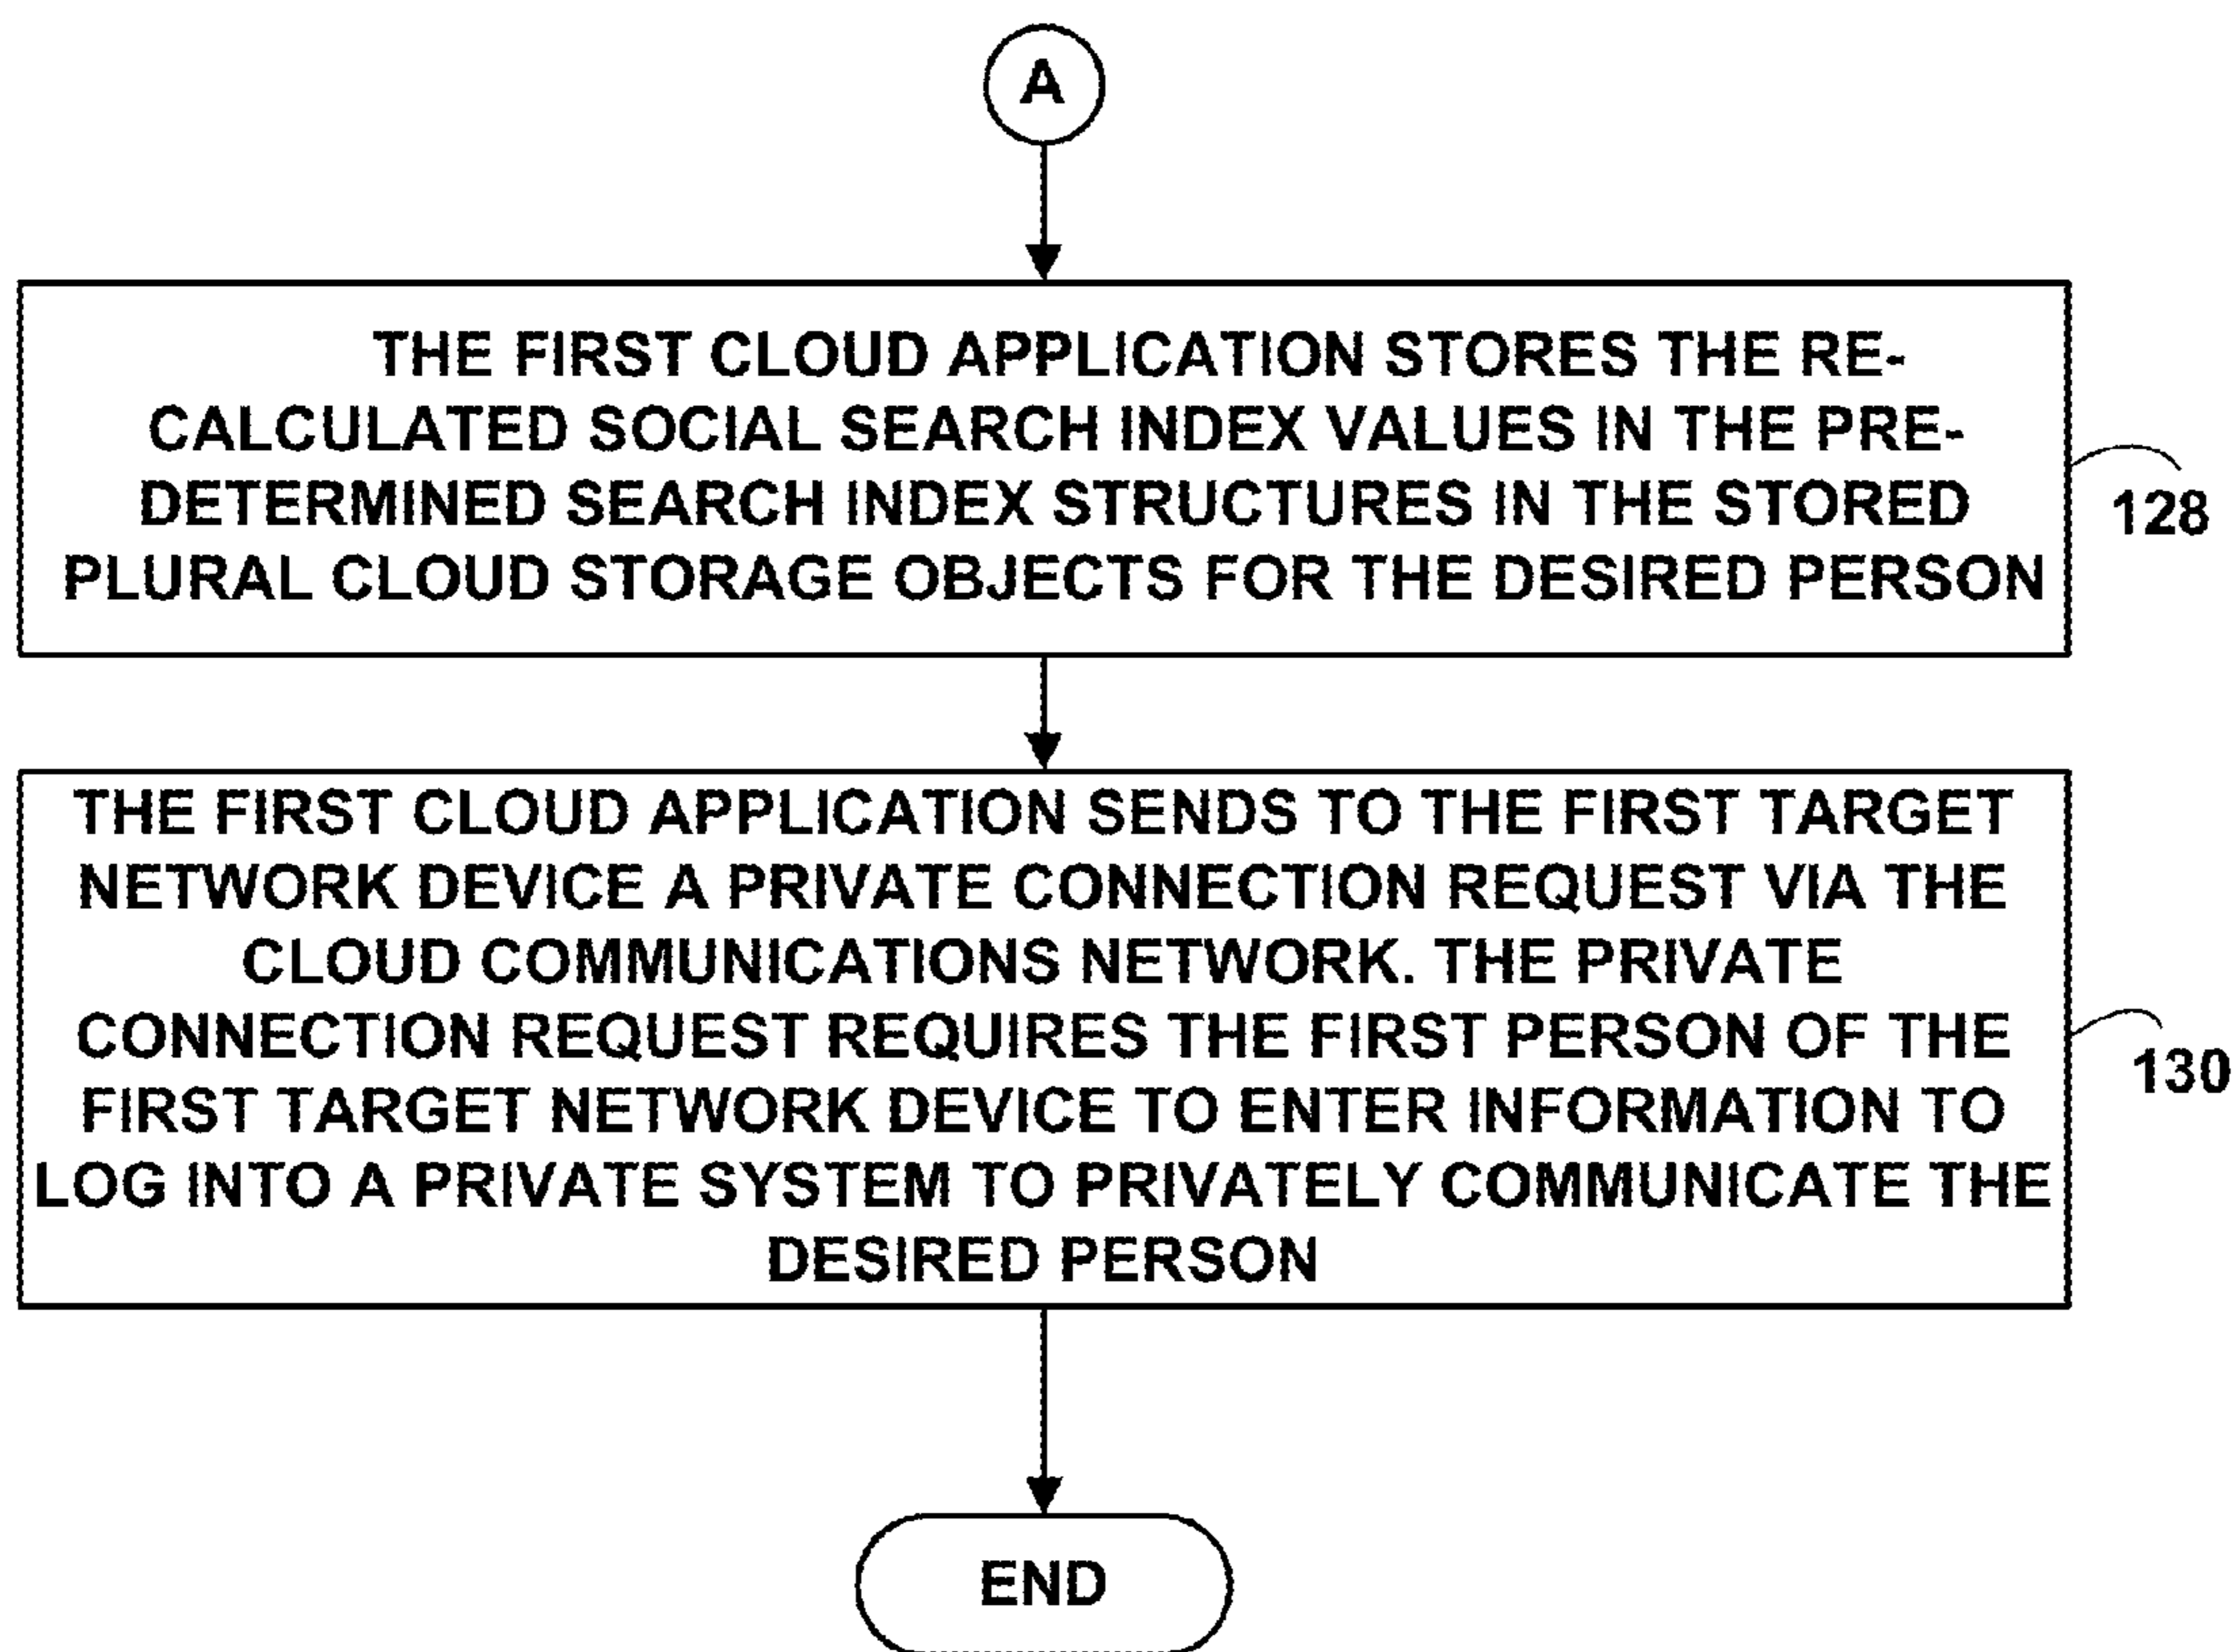 A
THE FIRST CLOUD APPLICATION STORES THE RE-
CALCULATED SOCIAL SEARCH INDEX VALUES IN THE PRE-
DETERMINED SEARCH INDEX STRUCTURES IN THE STORED
PLURAL CLOUD STORAGE OBJECTS FOR THE DESIRED PERSON
128
THE FIRST CLOUD APPLICATION SENDS TO THE FIRST TARGET
NETWORK DEVICE A PRIVATE CONNECTION REQUEST VIA THE
CLOUD COMMUNICATIONS NETWORK. THE PRIVATE
CONNECTION REQUEST REQUIRES THE FIRST PERSON OF THE
FIRST TARGET NETWORK DEVICE TO ENTER INFORMATION TO
LOG INTO A PRIVATE SYSTEM TO PRIVATELY COMMUNICATE THE
DESIRED PERSON
130
END